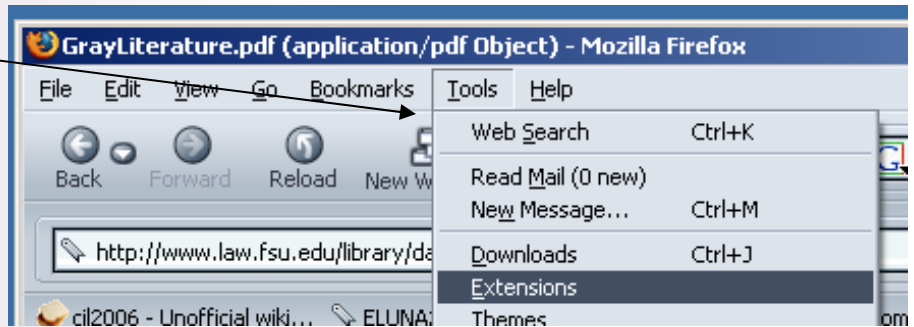 GrayLiterature.pdf (application/pdf Object) - Mozilla Firefox
File Edit View Go Bookmarks Tools Help
Web Search Ctrl+K
Back Forward Reload New W
Read Mail (0 new)
New Message... Ctrl+M
http://www.law.fsu.edu/library/da
Downloads Ctrl+J
Extensions
cil2006 - Unofficial wiki... ELUNA
Themes